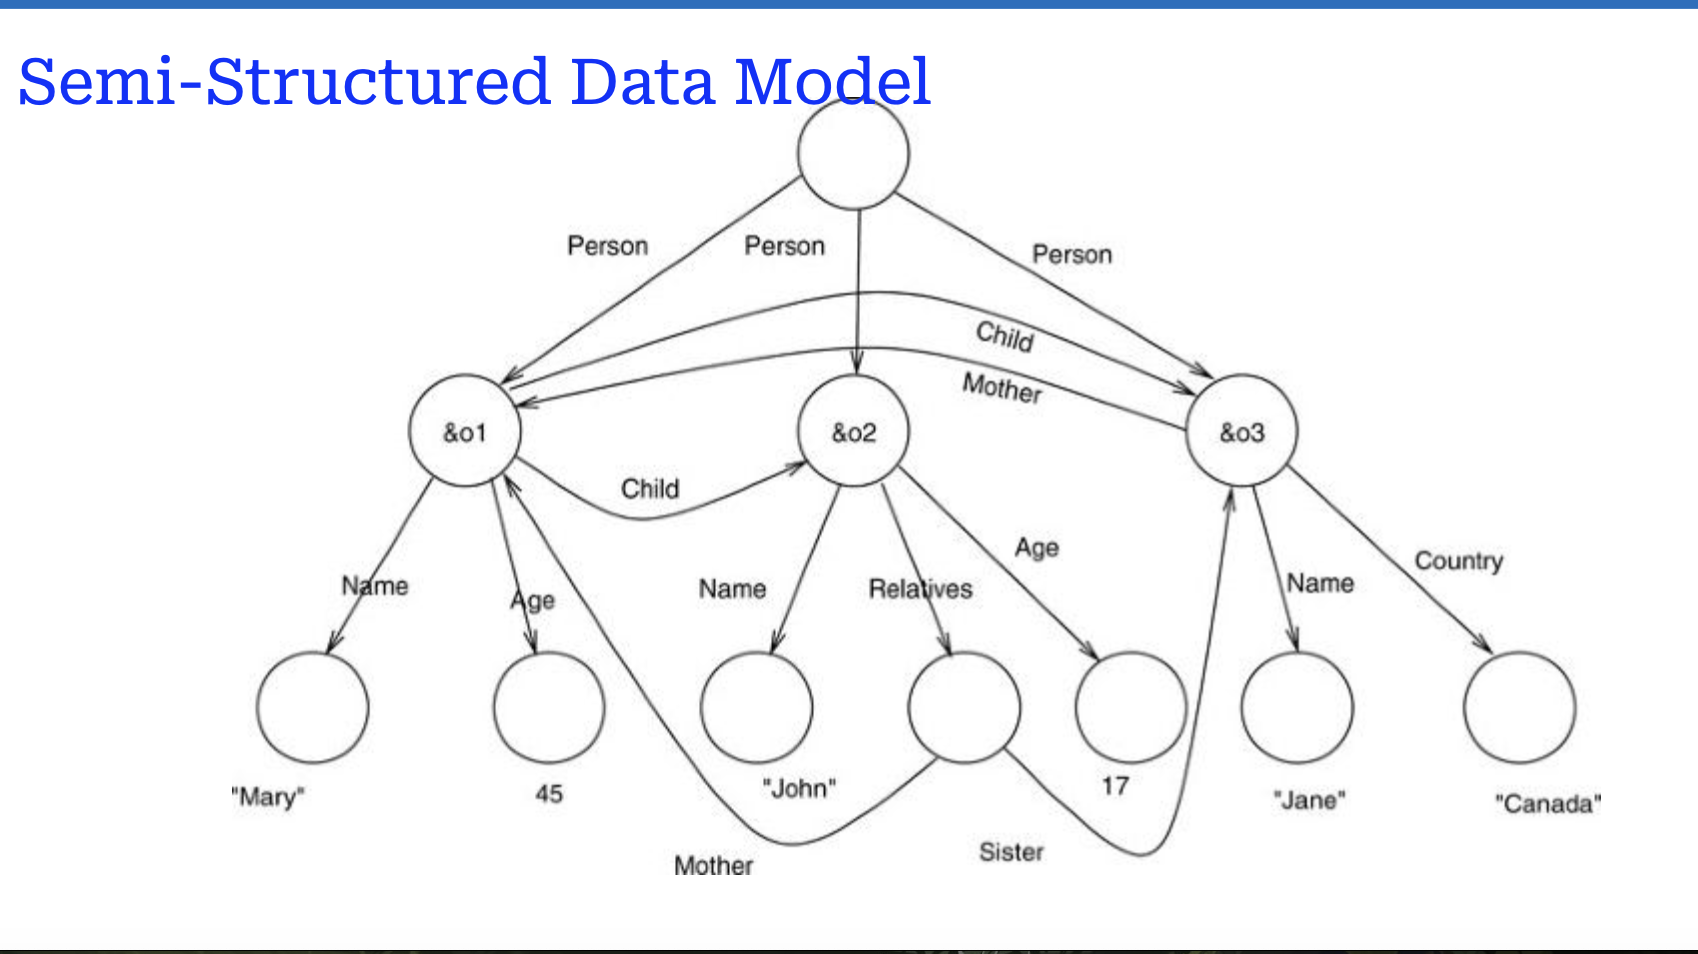 Semi-Structured Data Model
Person
Person
Person
Child
Mother
&o1
&o2
&o3
Child
Name
Age
Name
Relatives
Age
Name
Country
"Mary"
45
"John"
17
"Jane"
"Canada"
Mother
Sister